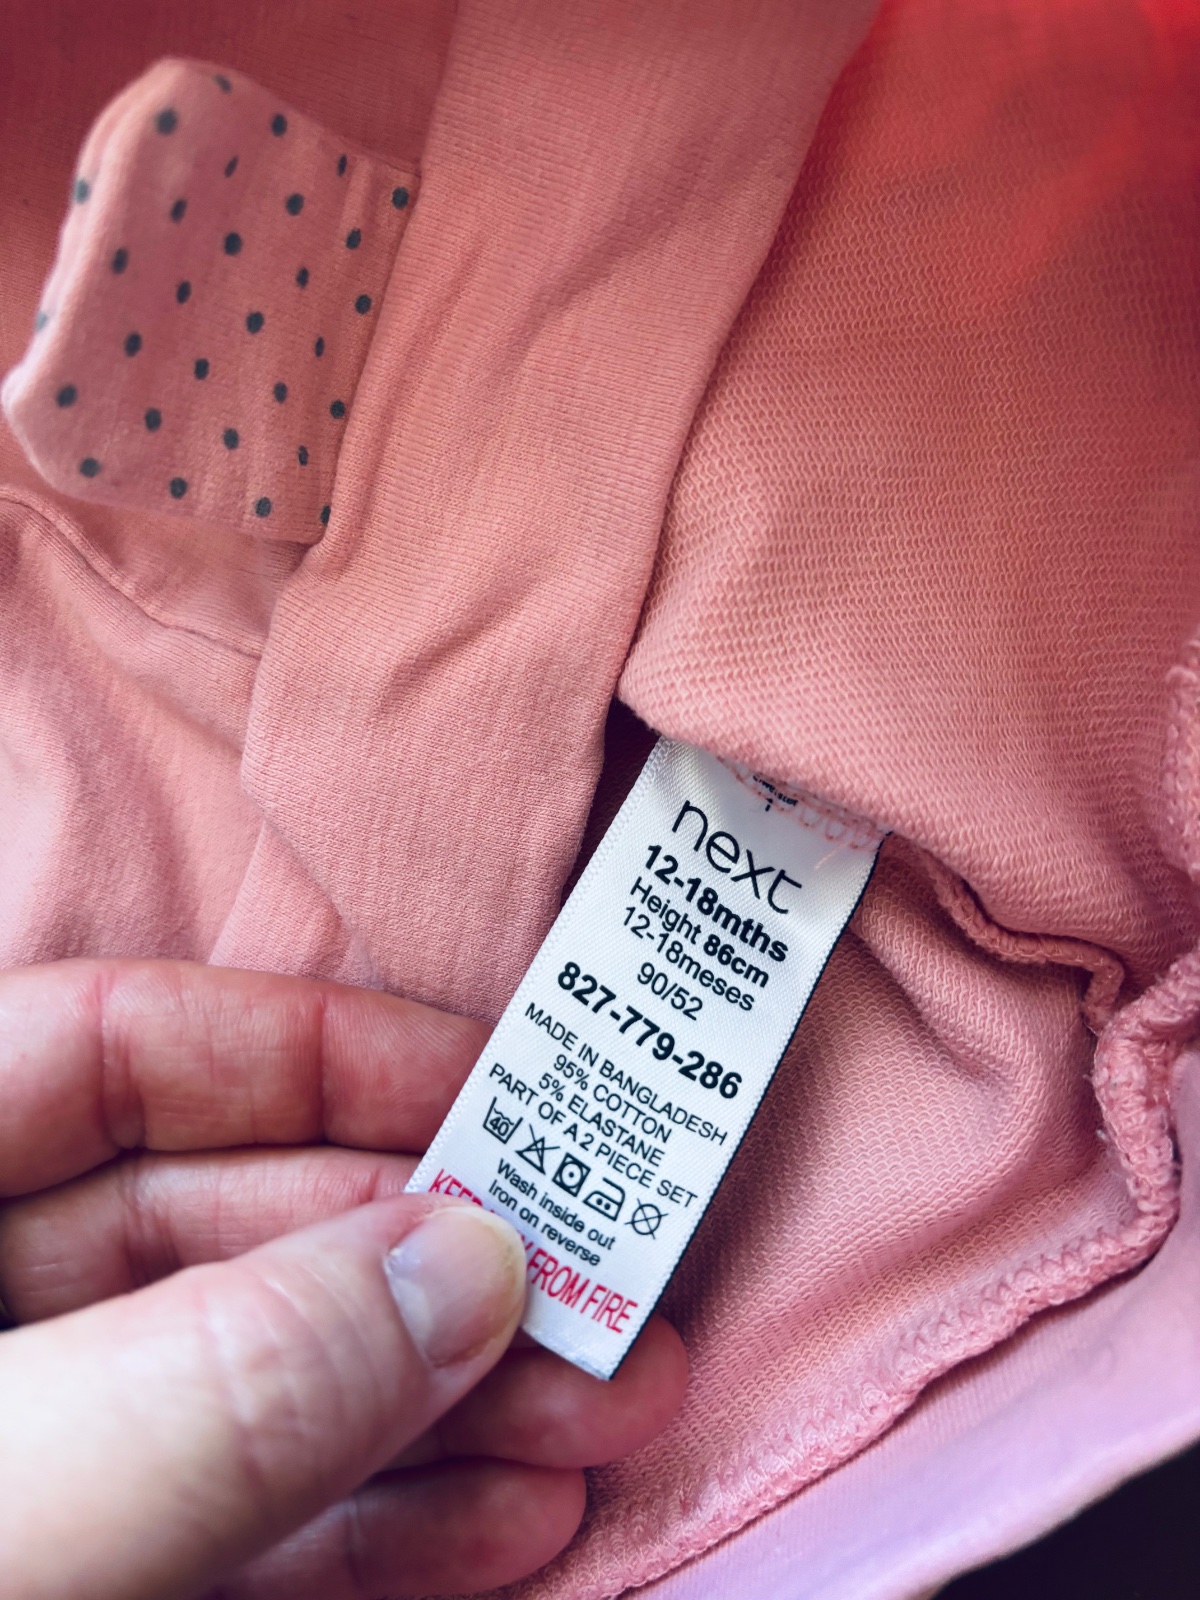 next
12-18mths
Height 86cm
12-18meses
90/52
827-779-286
MADE IN BANGLADESH
95% COTTON
5% ELASTANE
PART OF A 2 PIECE SET
40
Wash inside out
Iron on reverse
KEEP FROM FIRE